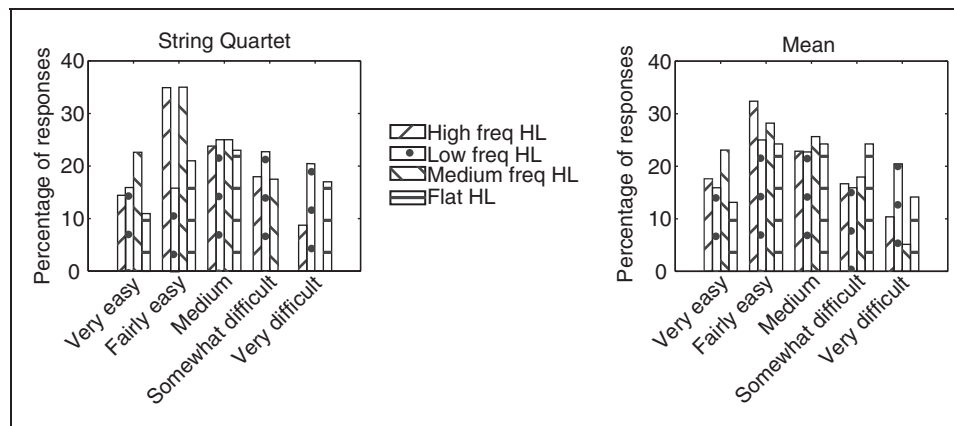 String Quartet
Percentage of responses
40
30
20
10
0
Very easy
Fairly easy
Medium
Somewhat difficult
Very difficult
High freq HL
Low freq HL
Medium freq HL
Flat HL
Mean
Percentage of responses
40
30
20
10
0
Very easy
Fairly easy
Medium
Somewhat difficult
Very difficult